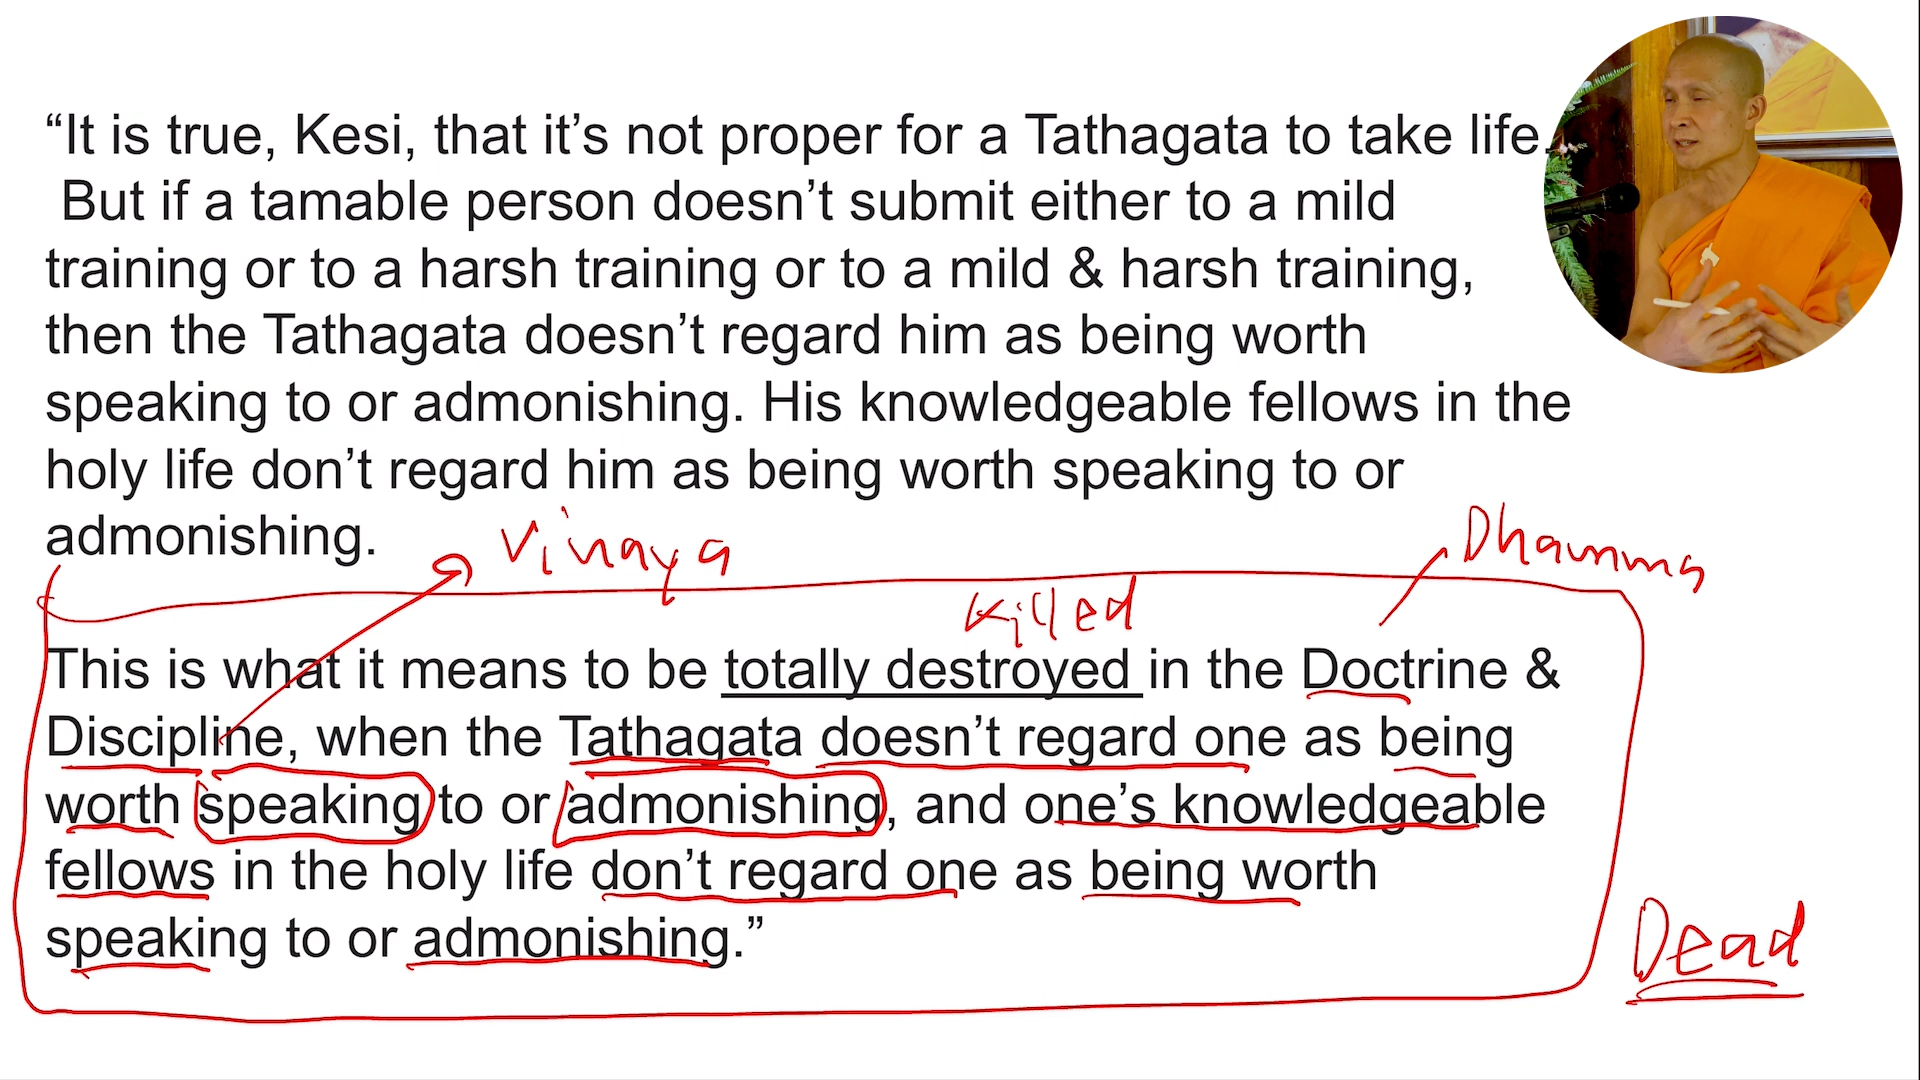 “It is true, Kesi, that it’s not proper for a Tathagata to take life.
But if a tamable person doesn’t submit either to a mild
training or to a harsh training or to a mild & harsh training,
then the Tathagata doesn’t regard him as being worth
speaking to or admonishing. His knowledgeable fellows in the
holy life don’t regard him as being worth speaking to or
admonishing.
Vinaya
Dhamma
Killed
This is what it means to be totally destroyed in the Doctrine &
Discipline, when the Tathagata doesn’t regard one as being
worth speaking to or admonishing, and one’s knowledgeable
fellows in the holy life don’t regard one as being worth
speaking to or admonishing.”
Dead